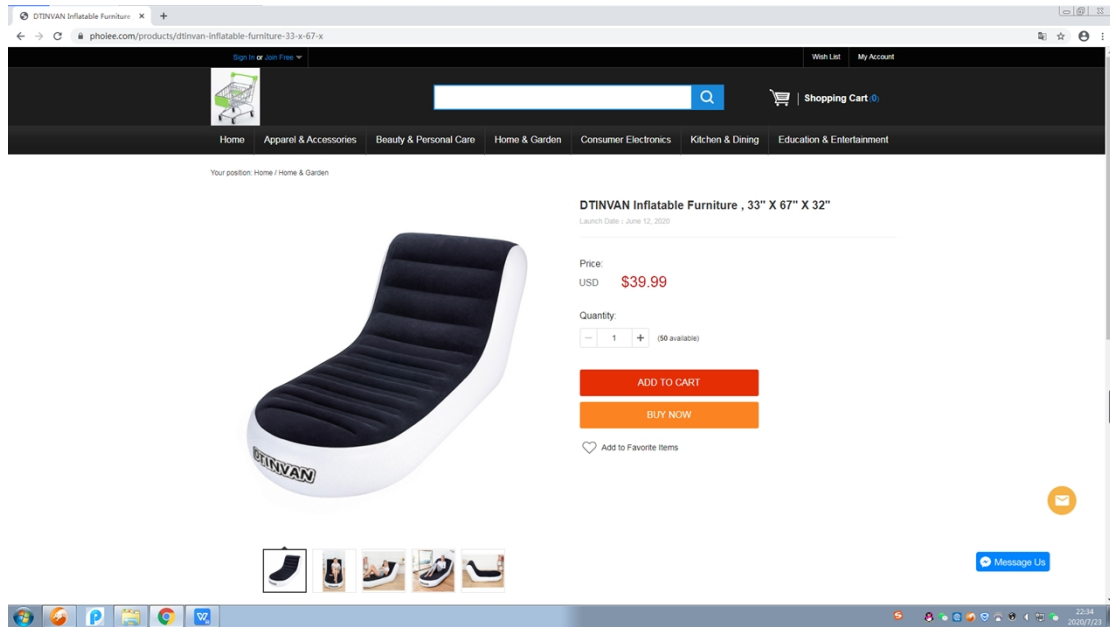 DTINVAN Inflatable Furniture
phoiee.com/products/dtinvan-inflatable-furniture-33-x-67-x
Sign In or Join Free
Wish List My Account
Shopping Cart (0)
Home Apparel & Accessories Beauty & Personal Care Home & Garden Consumer Electronics Kitchen & Dining Education & Entertainment
Your position: Home / Home & Garden
DTINVAN Inflatable Furniture , 33" X 67" X 32"
Launch Date : June 12, 2020
Price:
USD $39.99
Quantity:
1 (50 available)
ADD TO CART
BUY NOW
Add to Favorite Items
DTINVAN
Message Us
22:34
2020/7/23